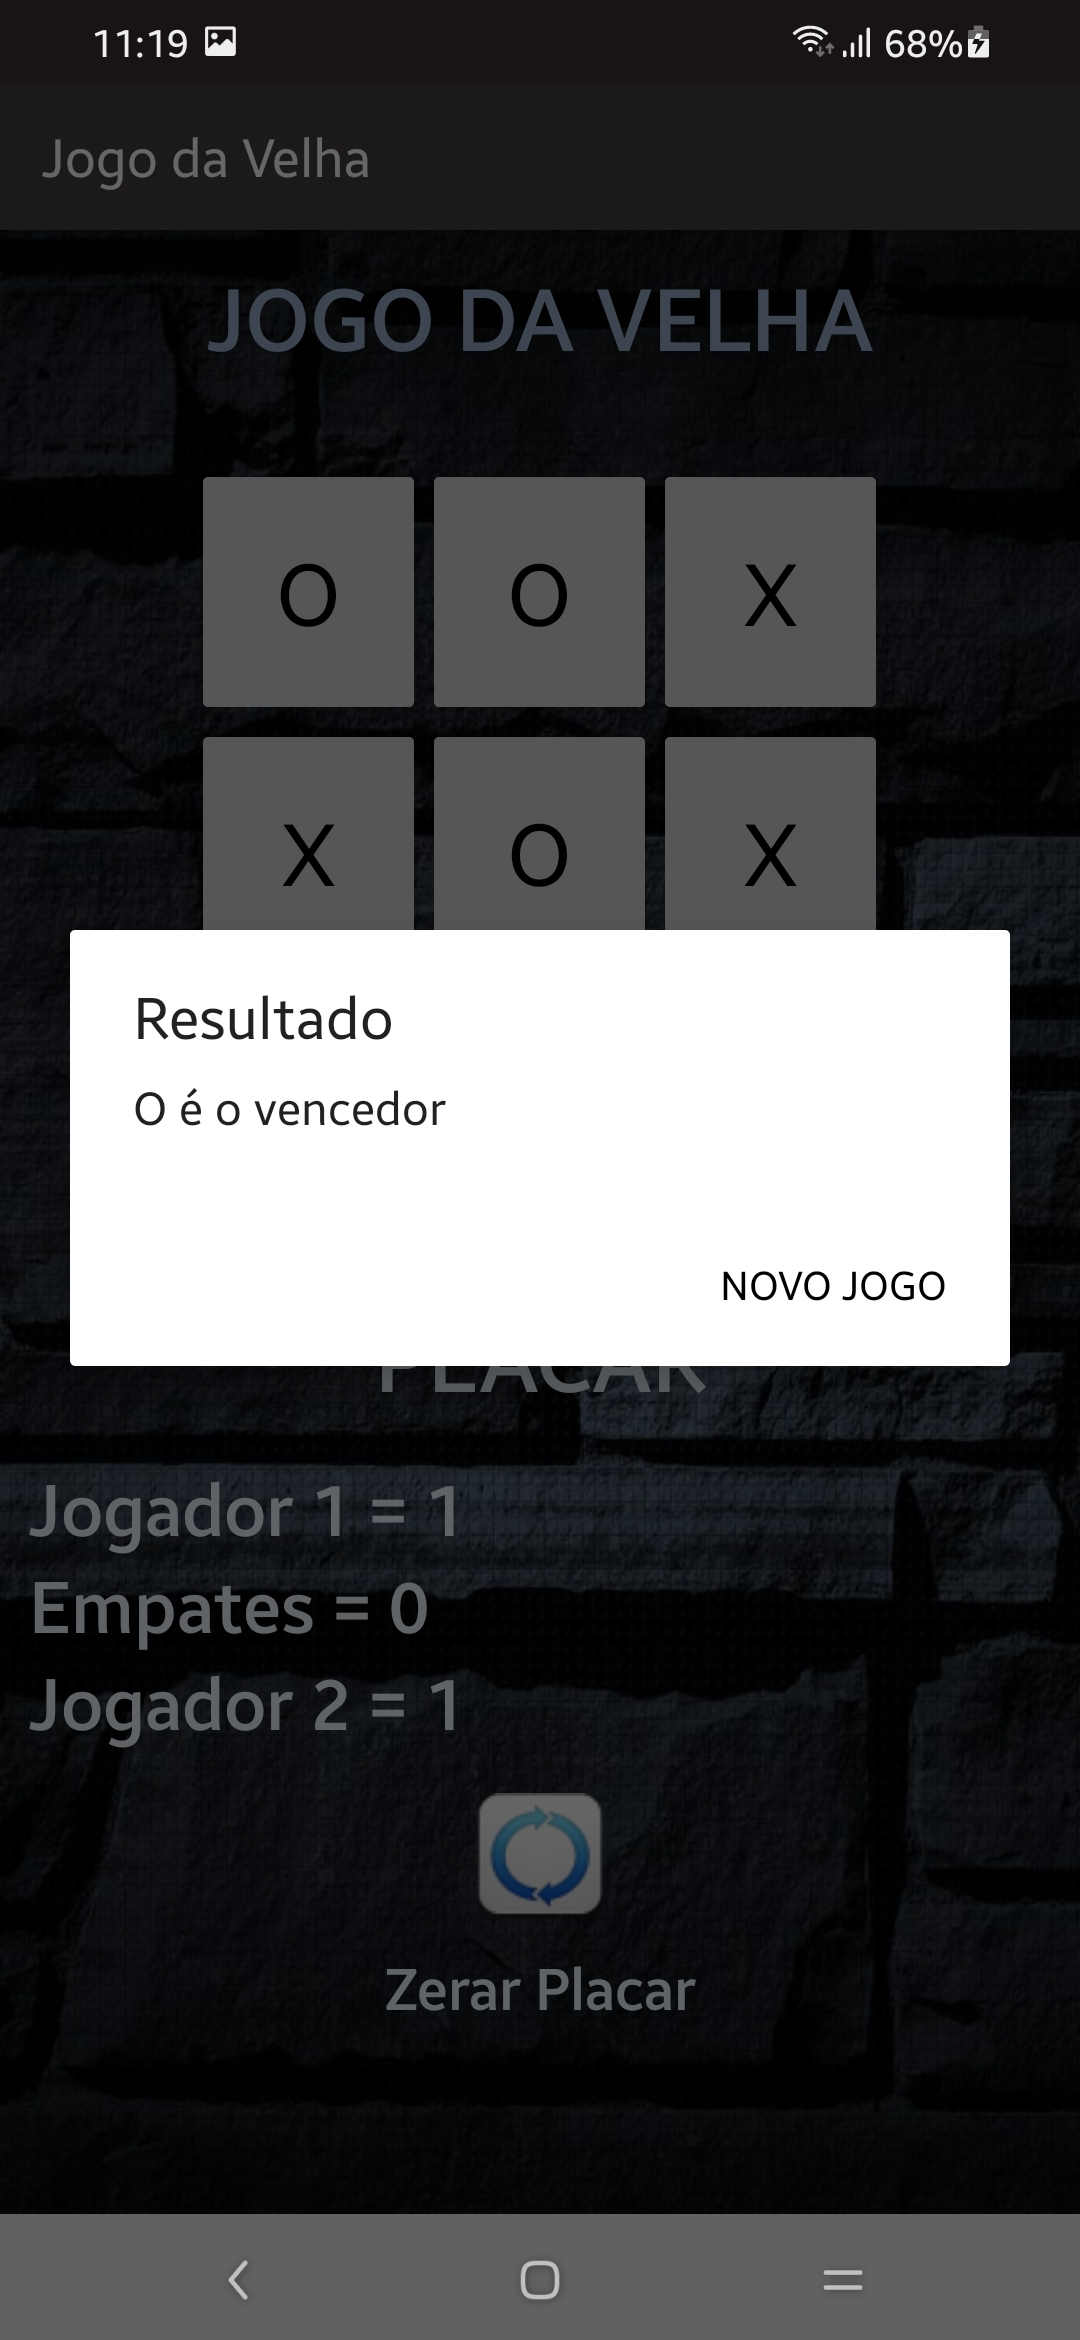 11:19 68%
Jogo da Velha
JOGO DA VELHA
O O X
X O X
Resultado
O é o vencedor
NOVO JOGO
PLACAR
Jogador 1 = 1
Empates = 0
Jogador 2 = 1
Zerar Placar